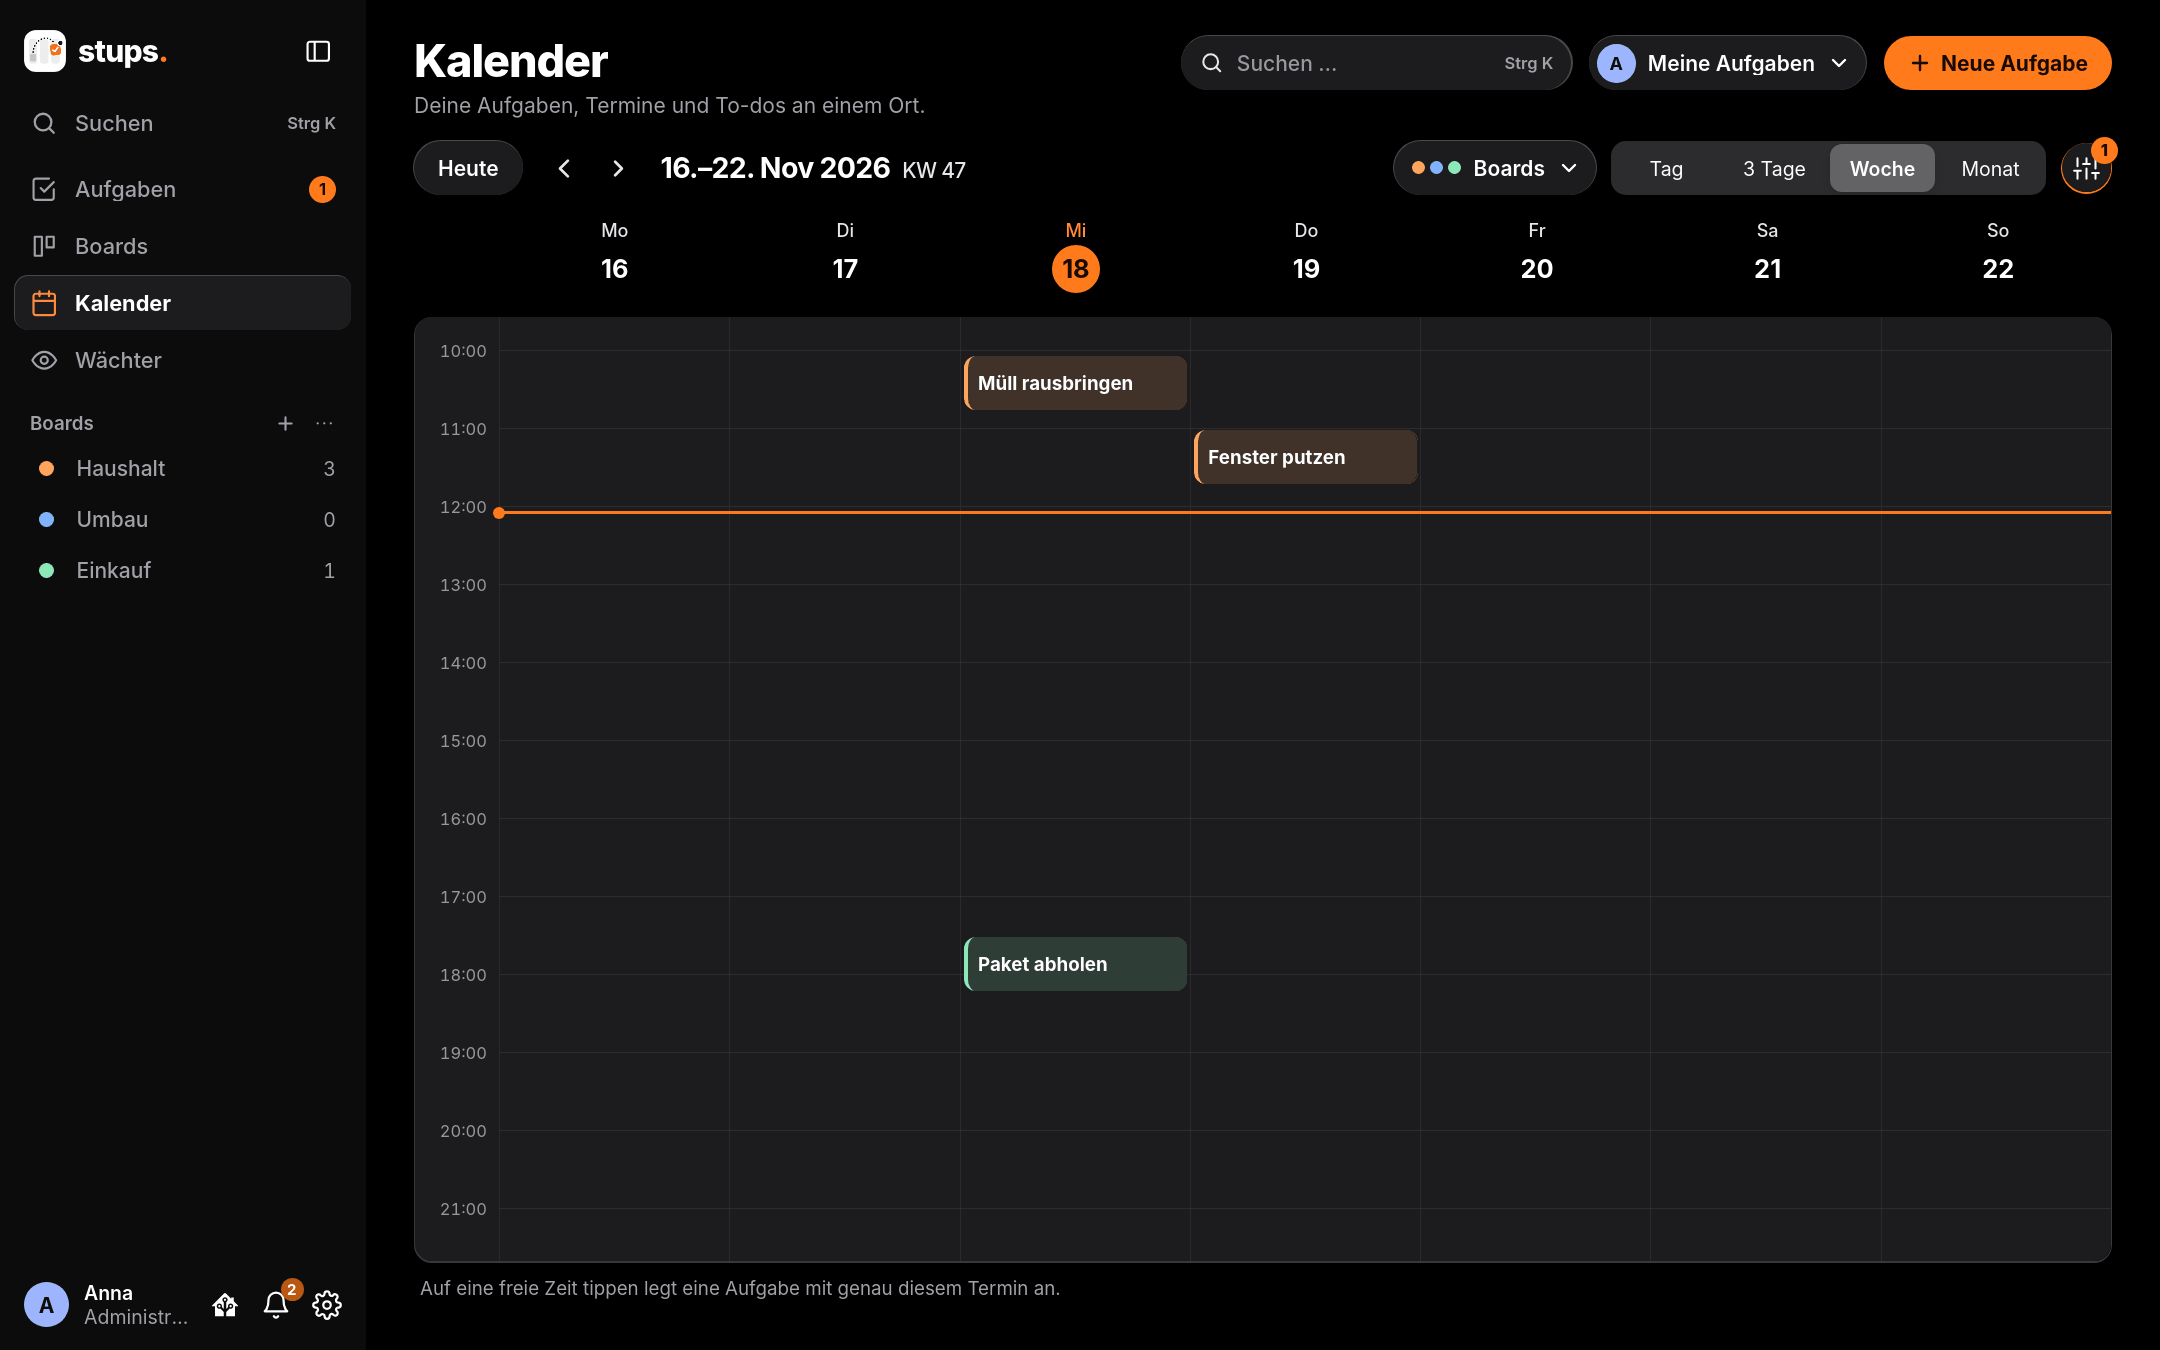 stups.
Suchen Strg K
Aufgaben 1
Boards
Kalender
Wächter
Boards
Haushalt 3
Umbau 0
Einkauf 1
Anna
Administr...
2
Kalender
Deine Aufgaben, Termine und To-dos an einem Ort.
Suchen ... Strg K
A Meine Aufgaben
+ Neue Aufgabe
Heute
16.–22. Nov 2026 KW 47
Boards
Tag 3 Tage Woche Monat
1
Mo Di Mi Do Fr Sa So
16 17 18 19 20 21 22
10:00
Müll rausbringen
11:00
Fenster putzen
12:00
13:00
14:00
15:00
16:00
17:00
Paket abholen
18:00
19:00
20:00
21:00
Auf eine freie Zeit tippen legt eine Aufgabe mit genau diesem Termin an.
A